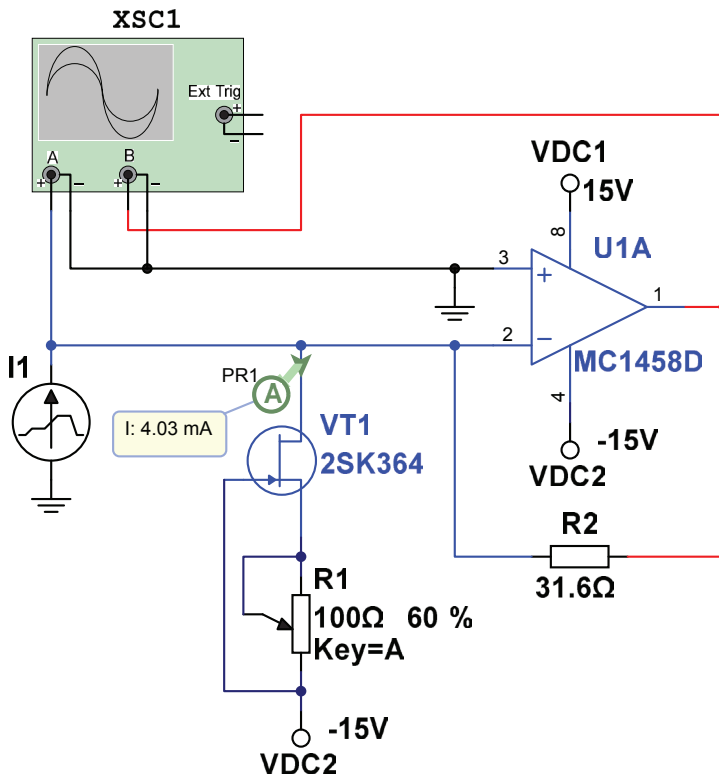 XSC1
Ext Trig
+
−
A
B
+ − + −
VDC1
15V
8
U1A
3
+
1
2
−
MC1458D
4
-15V
VDC2
I1
PR1
A
I: 4.03 mA
VT1
2SK364
R2
31.6Ω
R1
100Ω 60 %
Key=A
-15V
VDC2